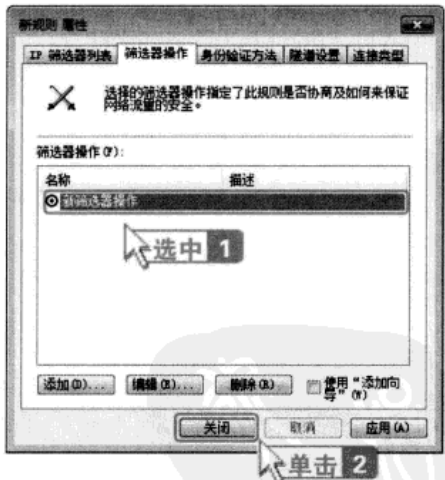 新规则 属性
IP 筛选器列表 筛选器操作 身份验证方法 隧道设置 连接类型
选择的筛选器操作指定了此规则是否协商及如何来保证
网络流量的安全。
筛选器操作(F):
名称 描述
新筛选器操作
选中 1
添加(D)... 编辑(E)... 删除(R) 使用“添加向
导”(W)
关闭 取消 应用(A)
单击 2